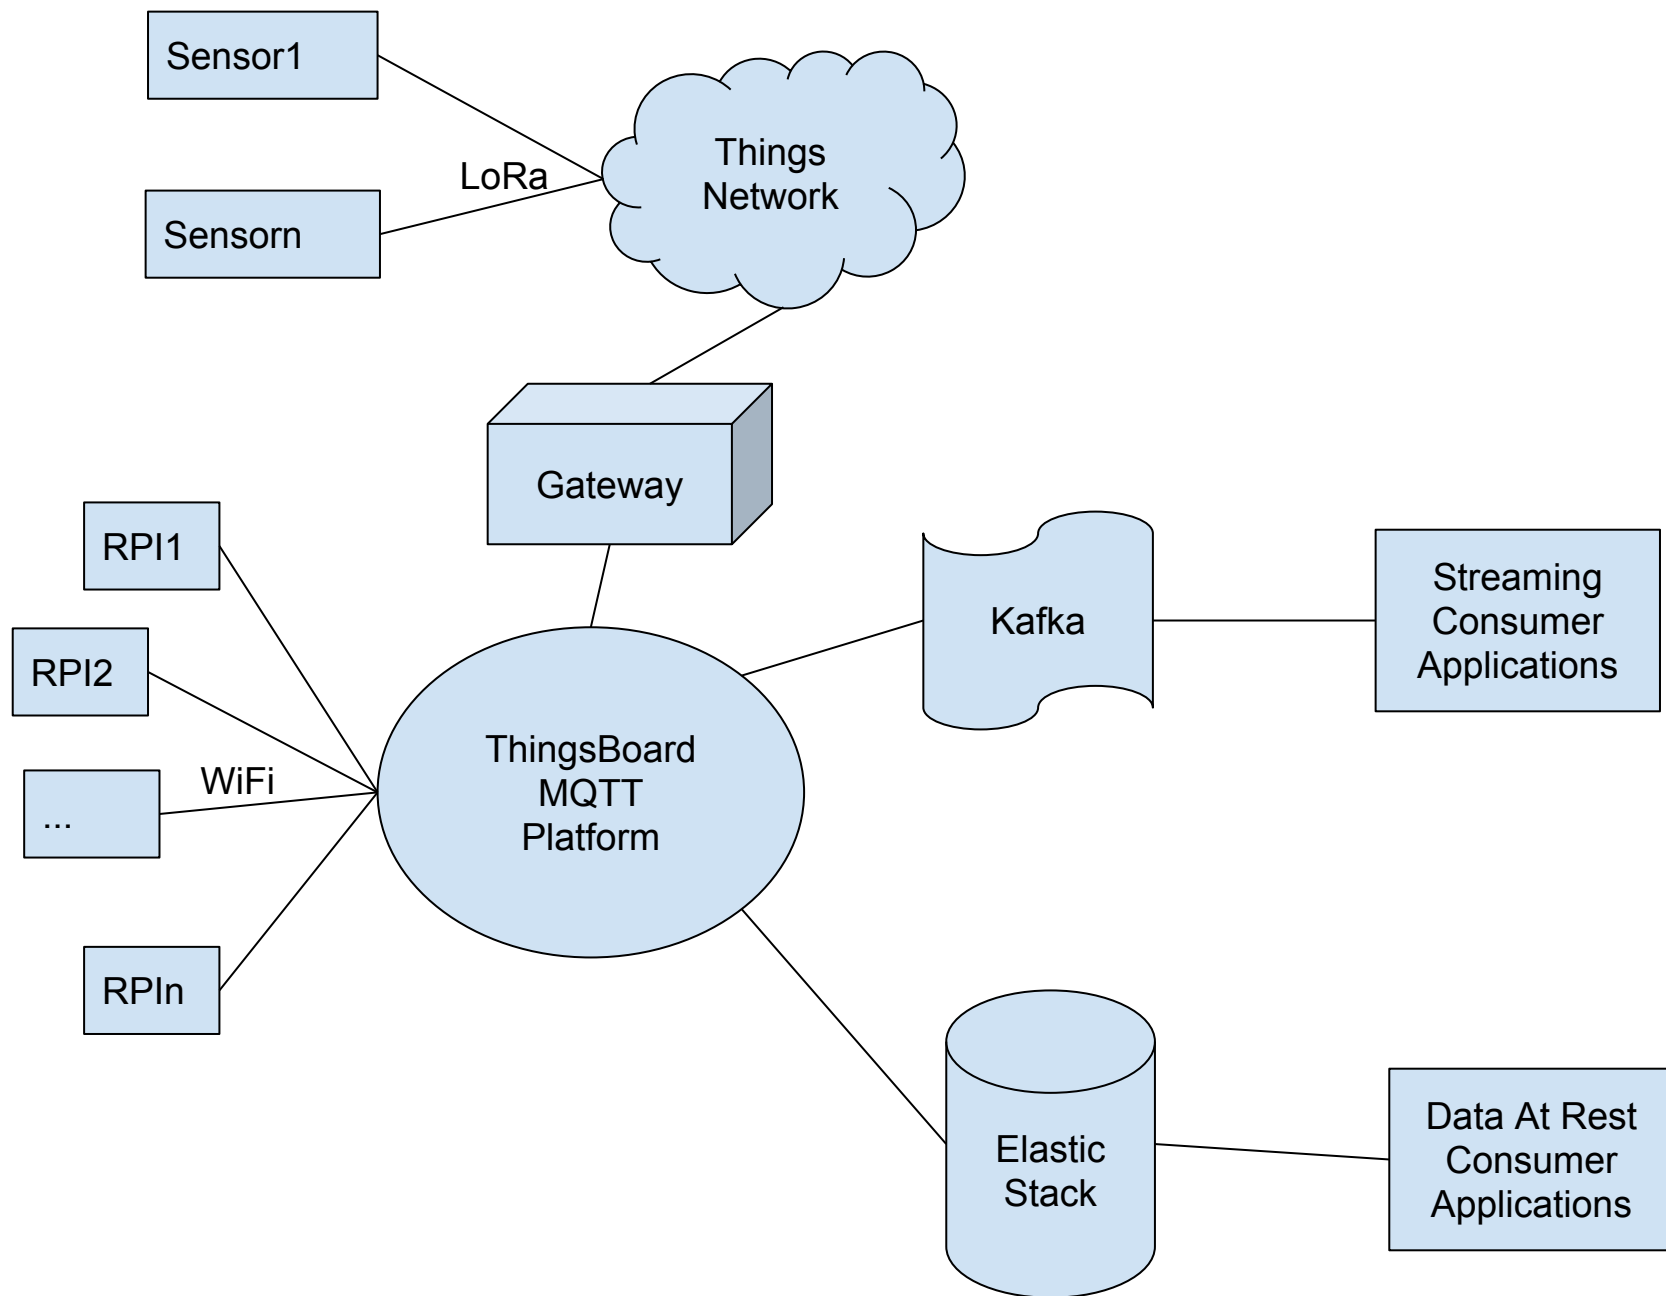 Sensor1
Things
Network
LoRa
Sensorn
Gateway
RPI1
Kafka
Streaming
Consumer
Applications
RPI2
ThingsBoard
MQTT
Platform
WiFi
...
RPIn
Elastic
Stack
Data At Rest
Consumer
Applications